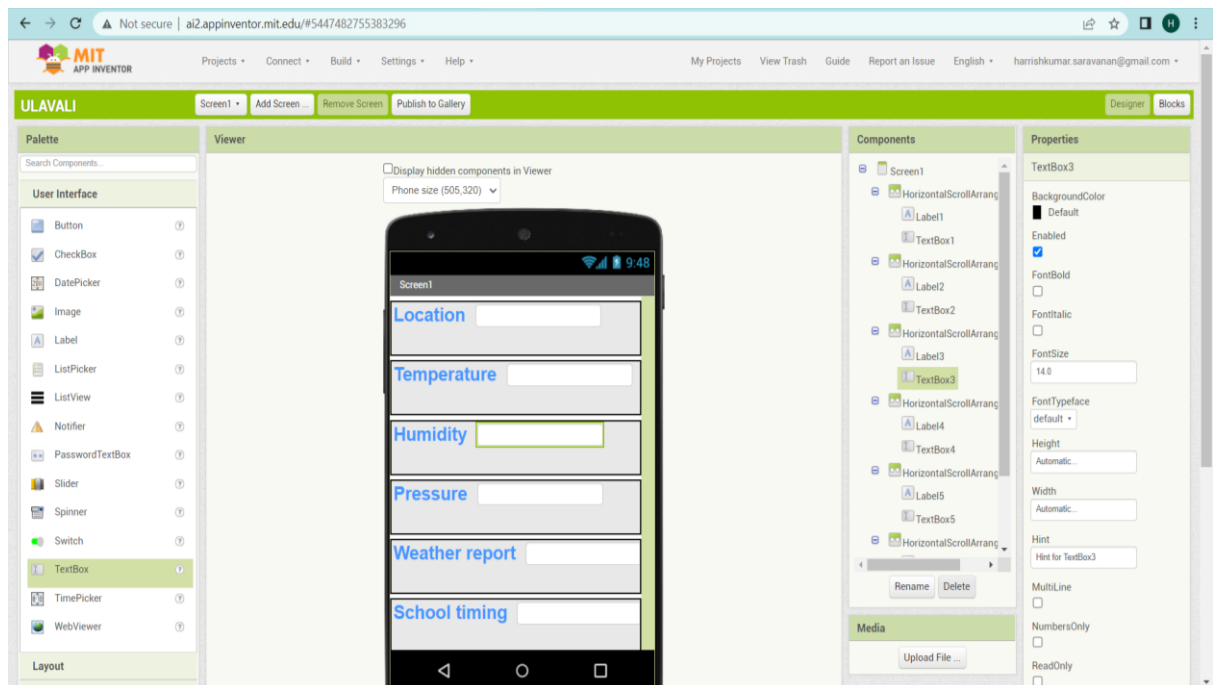 Not secure | ai2.appinventor.mit.edu/#5447482755383296
H
MIT
APP INVENTOR
Projects
Connect
Build
Settings
Help
My Projects
View Trash
Guide
Report an Issue
English
harrishkumar.saravanan@gmail.com
ULAVALI
Screen1
Add Screen ...
Remove Screen
Publish to Gallery
Designer
Blocks
Palette
Search Components...
User Interface
Button
CheckBox
DatePicker
Image
Label
ListPicker
ListView
Notifier
PasswordTextBox
Slider
Spinner
Switch
TextBox
TimePicker
WebViewer
Layout
Viewer
Display hidden components in Viewer
Phone size (505,320)
9:48
Screen1
Location
Temperature
Humidity
Pressure
Weather report
School timing
Components
Screen1
HorizontalScrollArrang
Label1
TextBox1
HorizontalScrollArrang
Label2
TextBox2
HorizontalScrollArrang
Label3
TextBox3
HorizontalScrollArrang
Label4
TextBox4
HorizontalScrollArrang
Label5
TextBox5
HorizontalScrollArrang
Rename
Delete
Media
Upload File ...
Properties
TextBox3
BackgroundColor
Default
Enabled
FontBold
FontItalic
FontSize
14.0
FontTypeface
default
Height
Automatic...
Width
Automatic...
Hint
Hint for TextBox3
MultiLine
NumbersOnly
ReadOnly